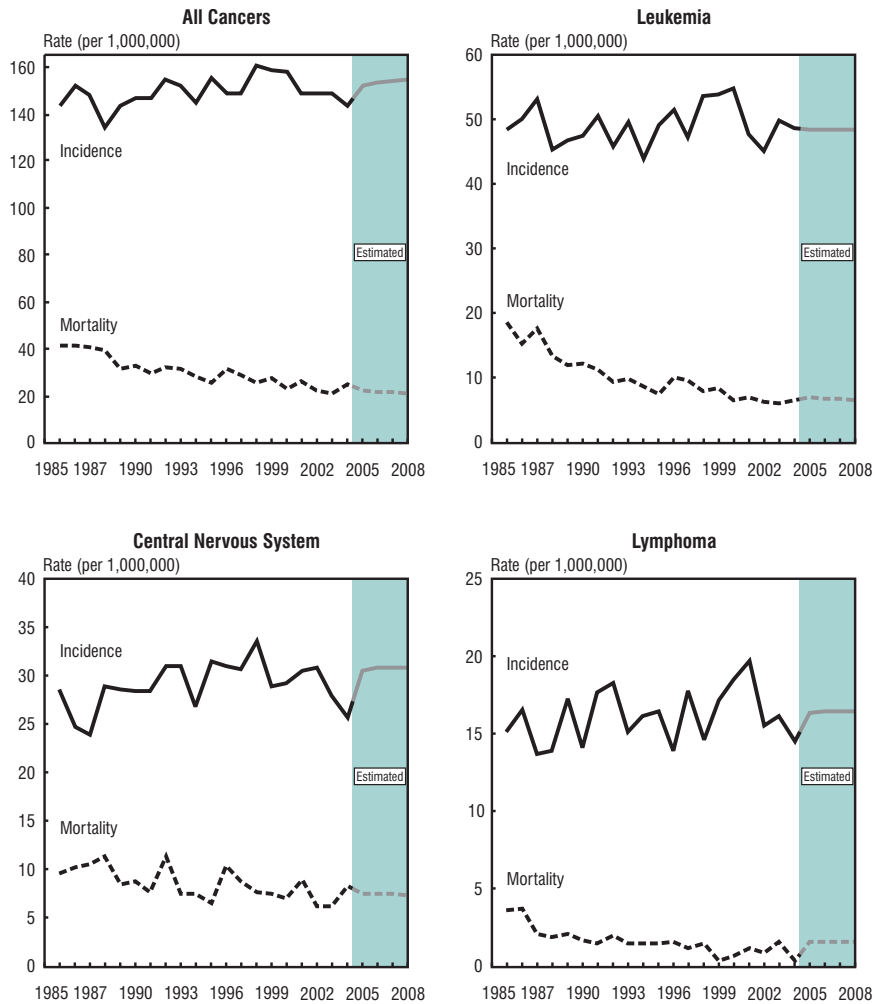 All Cancers
Rate (per 1,000,000)
160
140
120
100
80
60
40
20
0
Incidence
Mortality
Estimated
1985 1987 1990 1993 1996 1999 2002 2005 2008
Leukemia
Rate (per 1,000,000)
60
50
40
30
20
10
0
Incidence
Mortality
Estimated
1985 1987 1990 1993 1996 1999 2002 2005 2008
Central Nervous System
Rate (per 1,000,000)
40
35
30
25
20
15
10
5
0
Incidence
Mortality
Estimated
1985 1987 1990 1993 1996 1999 2002 2005 2008
Lymphoma
Rate (per 1,000,000)
25
20
15
10
5
0
Incidence
Mortality
Estimated
1985 1987 1990 1993 1996 1999 2002 2005 2008